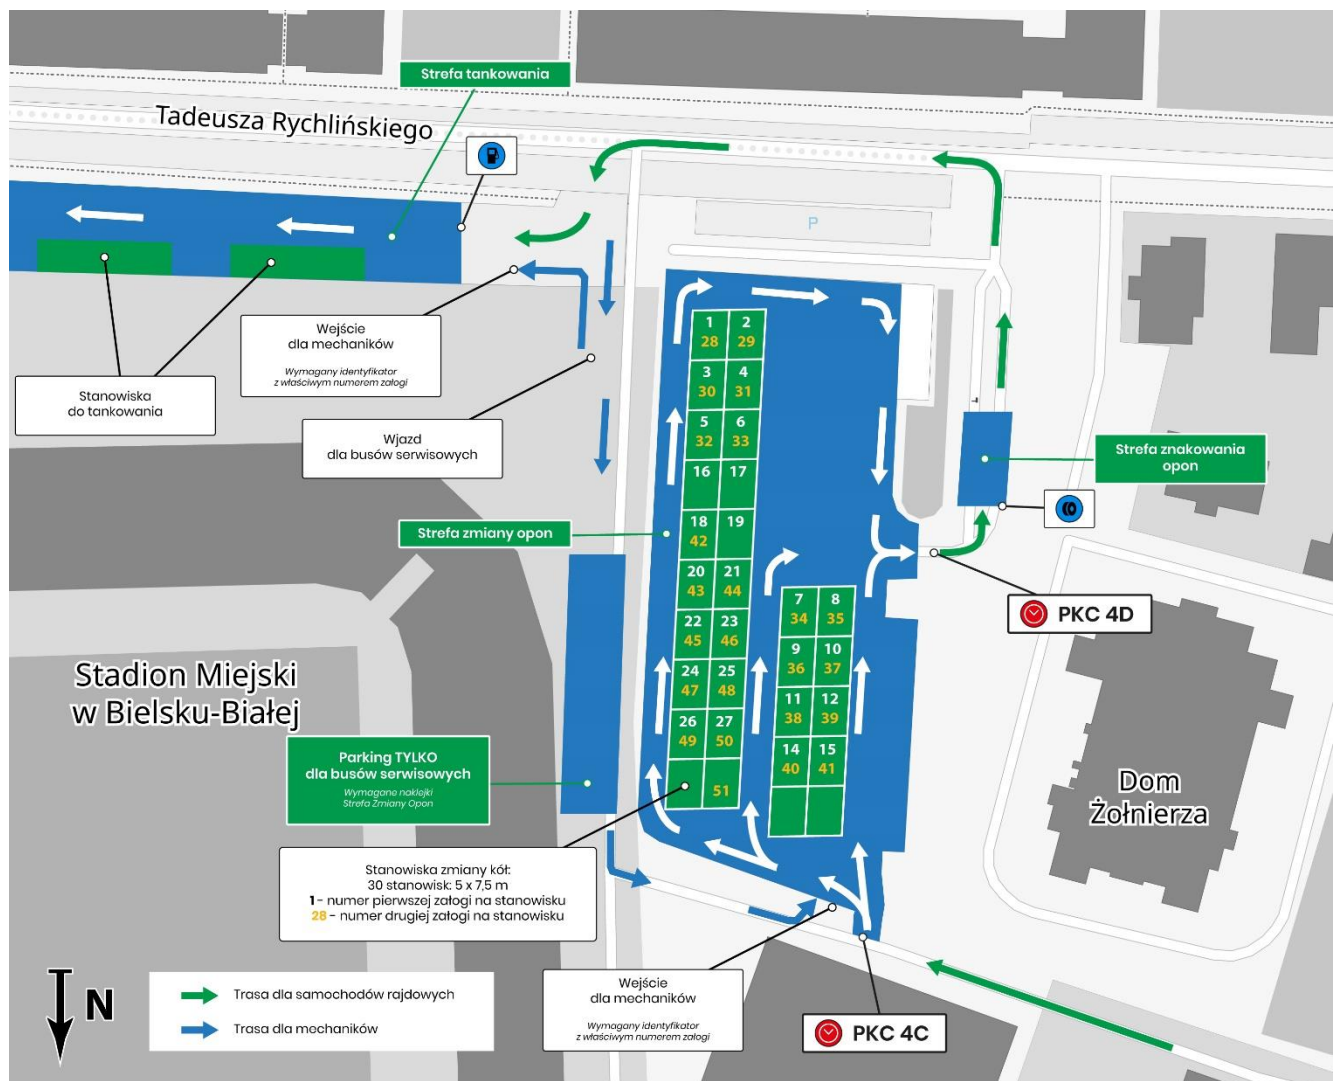 Strefa tankowania
Tadeusza Rychlińskiego
P
Wejście
dla mechaników
Wymagany identyfikator
z właściwym numerem załogi
Stanowiska
do tankowania
Wjazd
dla busów serwisowych
Strefa znakowania
opon
Strefa zmiany opon
1 2
28 29
3 4
30 31
5 6
32 33
16 17
18 19
42
20 21
43 44
22 23
45 46
24 25
47 48
26 27
49 50
51
7 8
34 35
9 10
36 37
11 12
38 39
14 15
40 41
PKC 4D
Stadion Miejski
w Bielsku-Białej
Parking TYLKO
dla busów serwisowych
Wymagane naklejki
Strefa Zmiany Opon
Dom
Żołnierza
Stanowiska zmiany kół:
30 stanowisk: 5 x 7,5 m
1 - numer pierwszej załogi na stanowisku
28 - numer drugiej załogi na stanowisku
Wejście
dla mechaników
Wymagany identyfikator
z właściwym numerem załogi
PKC 4C
N
Trasa dla samochodów rajdowych
Trasa dla mechaników